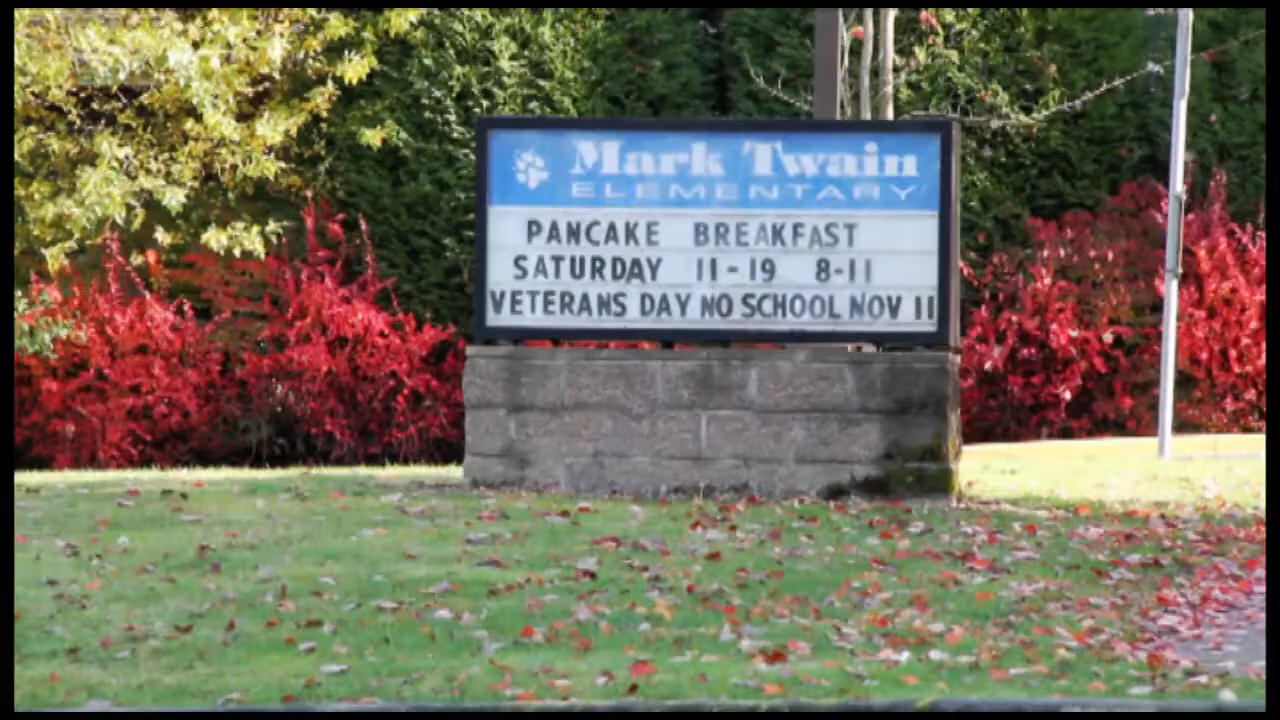 Mark Twain
ELEMENTARY
PANCAKE BREAKFAST
SATURDAY 11-19 8-11
VETERANS DAY NO SCHOOL NOV 11